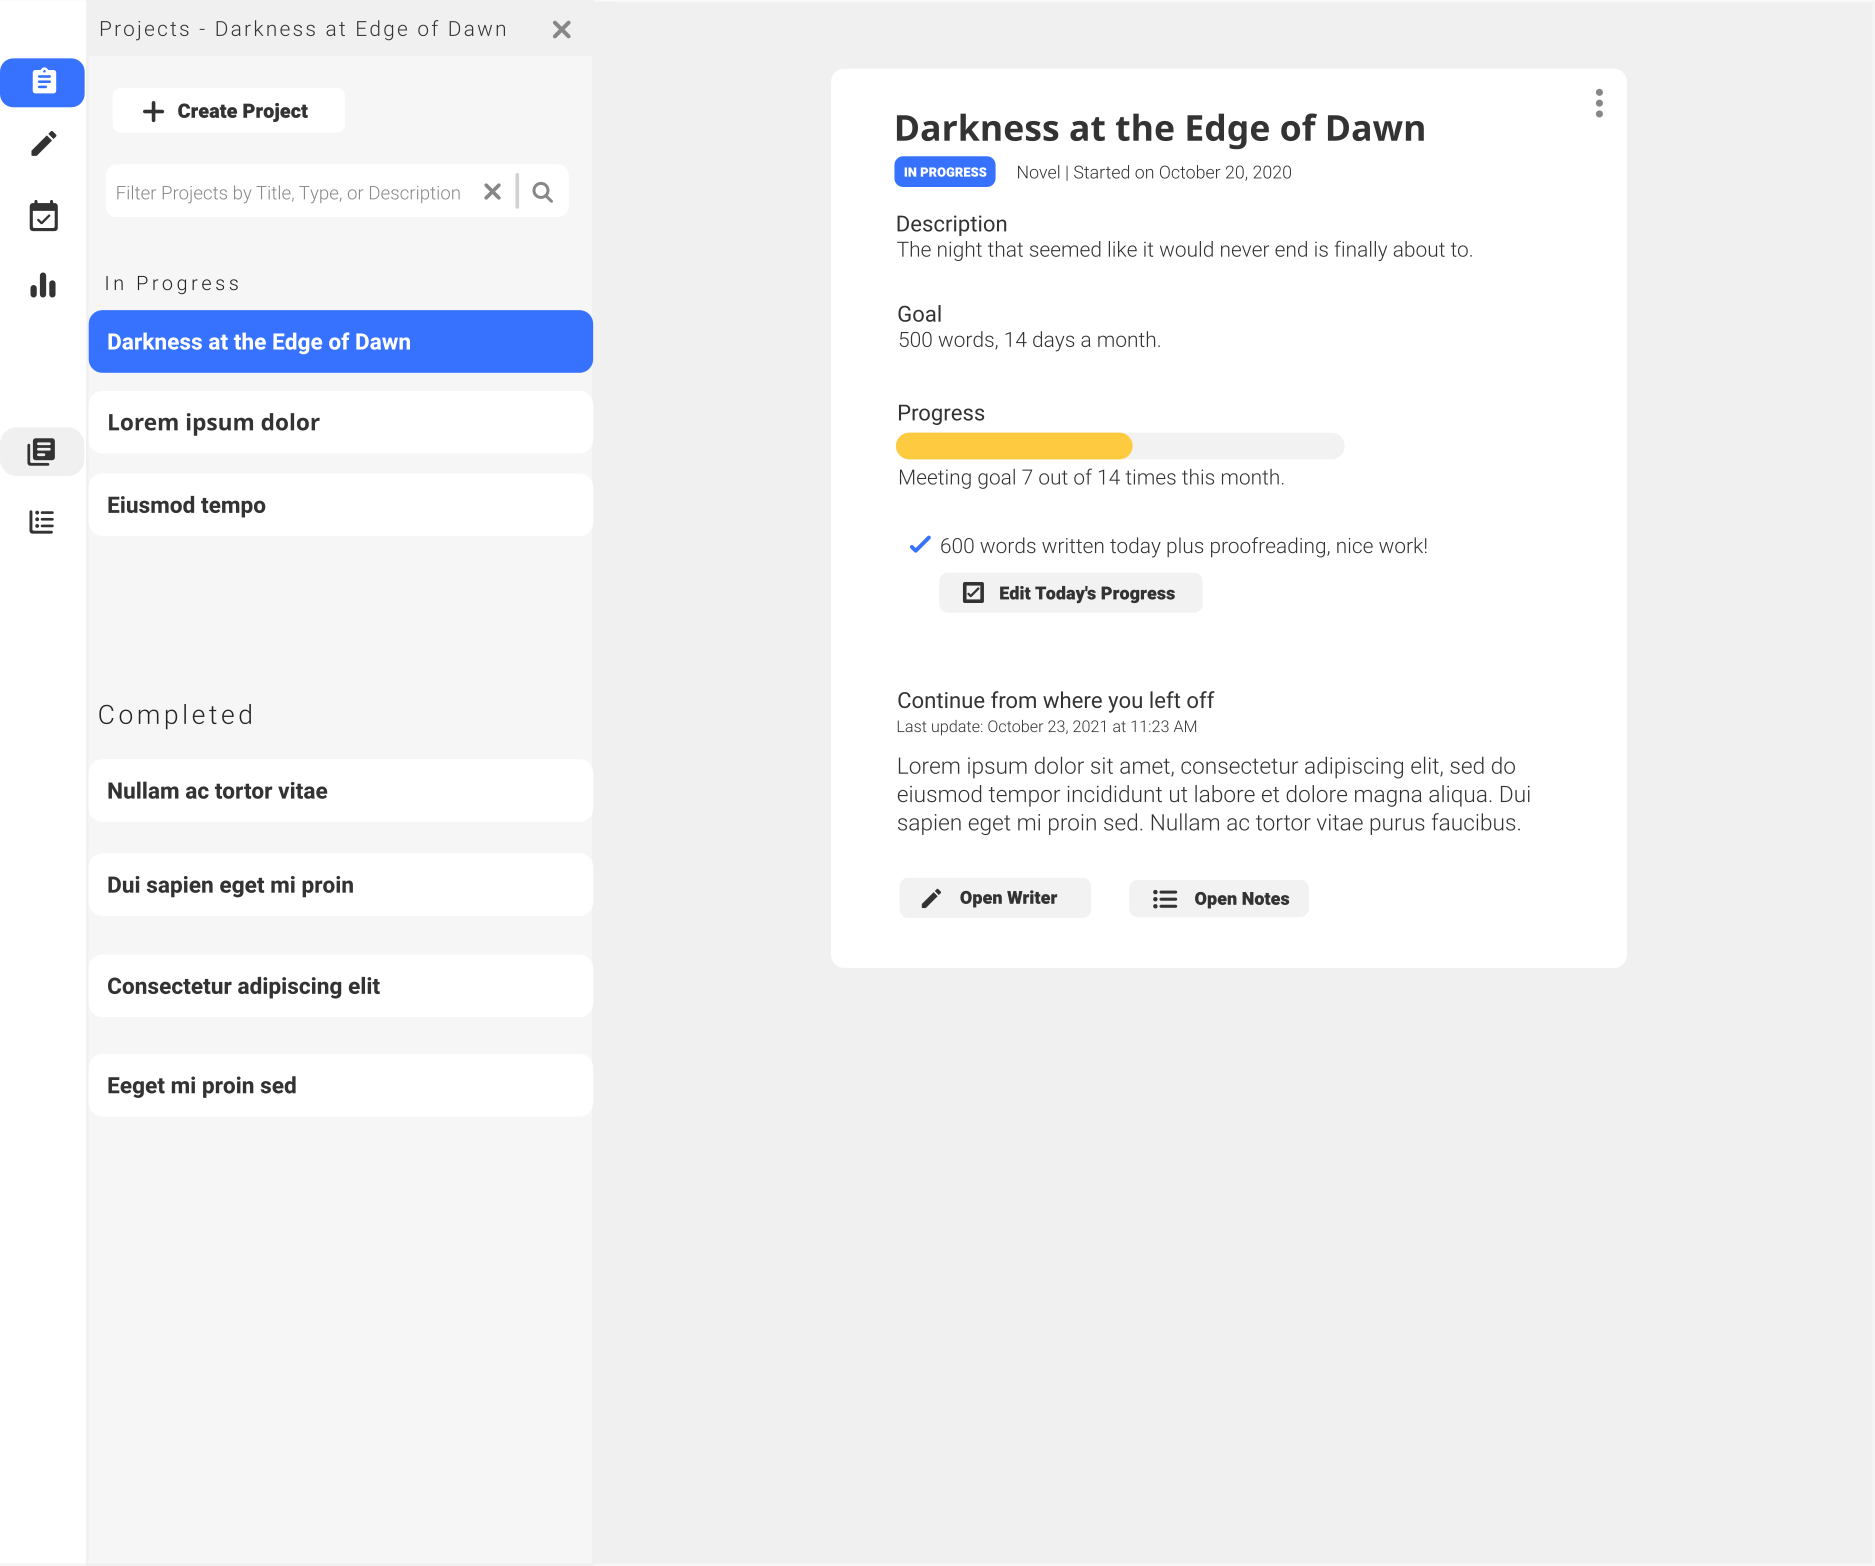 Projects - Darkness at Edge of Dawn
Create Project
Filter Projects by Title, Type, or Description
In Progress
Darkness at the Edge of Dawn
Lorem ipsum dolor
Eiusmod tempo
Completed
Nullam ac tortor vitae
Dui sapien eget mi proin
Consectetur adipiscing elit
Eeget mi proin sed
Darkness at the Edge of Dawn
IN PROGRESS Novel | Started on October 20, 2020
Description
The night that seemed like it would never end is finally about to.
Goal
500 words, 14 days a month.
Progress
Meeting goal 7 out of 14 times this month.
600 words written today plus proofreading, nice work!
Edit Today's Progress
Continue from where you left off
Last update: October 23, 2021 at 11:23 AM
Lorem ipsum dolor sit amet, consectetur adipiscing elit, sed do
eiusmod tempor incididunt ut labore et dolore magna aliqua. Dui
sapien eget mi proin sed. Nullam ac tortor vitae purus faucibus.
Open Writer Open Notes